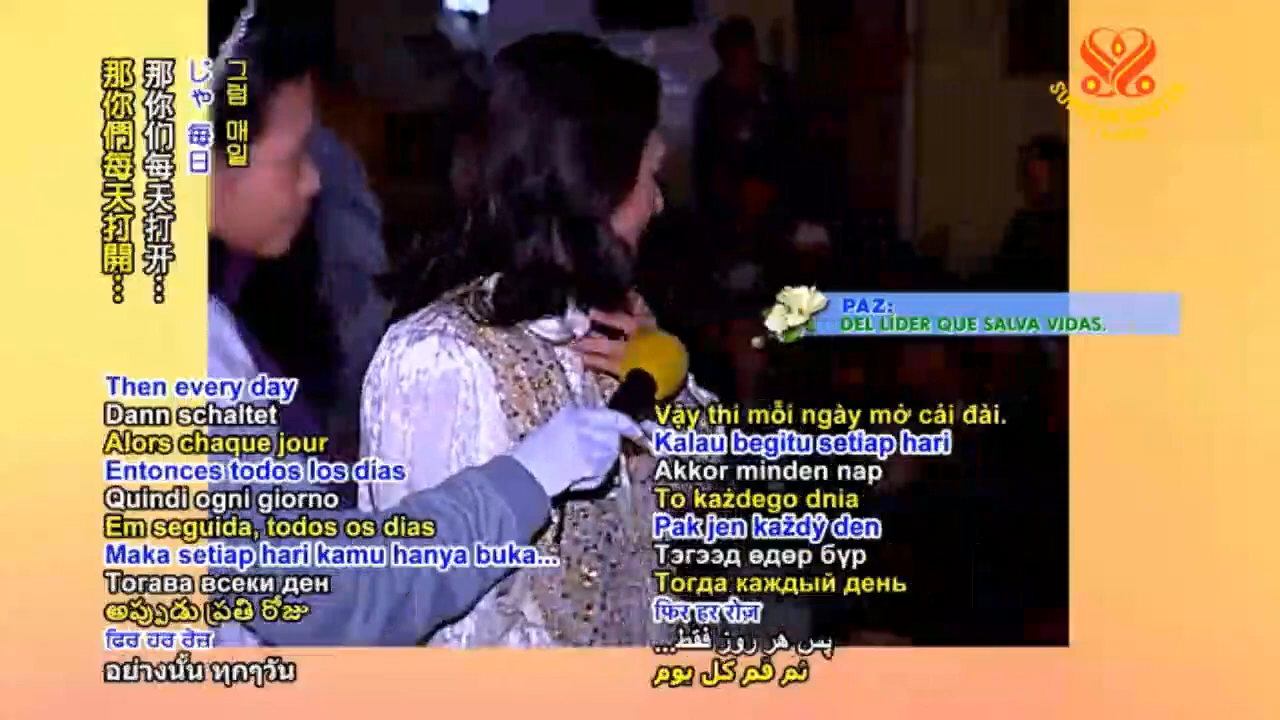 那你們每天打開…
那你们每天打开…
じゃ 毎日
그럼 매일
PAZ:
DEL LÍDER QUE SALVA VIDAS.
Then every day
Dann schaltet
Alors chaque jour
Entonces todos los días
Quindi ogni giorno
Em seguida, todos os dias
Maka setiap hari kamu hanya buka...
Тогава всеки ден
అప్పుడు ప్రతి రోజు
ਫਿਰ ਹਰ ਰੋਜ਼
อย่างนั้น ทุกๆวัน
Vậy thì mỗi ngày mở cái đài.
Kalau begitu setiap hari
Akkor minden nap
To każdego dnia
Pak jen každý den
Тэгээд өдөр бүр
Тогда каждый день
फिर हर रोज़
پس هر روز فقط...
ثم قم كل يوم